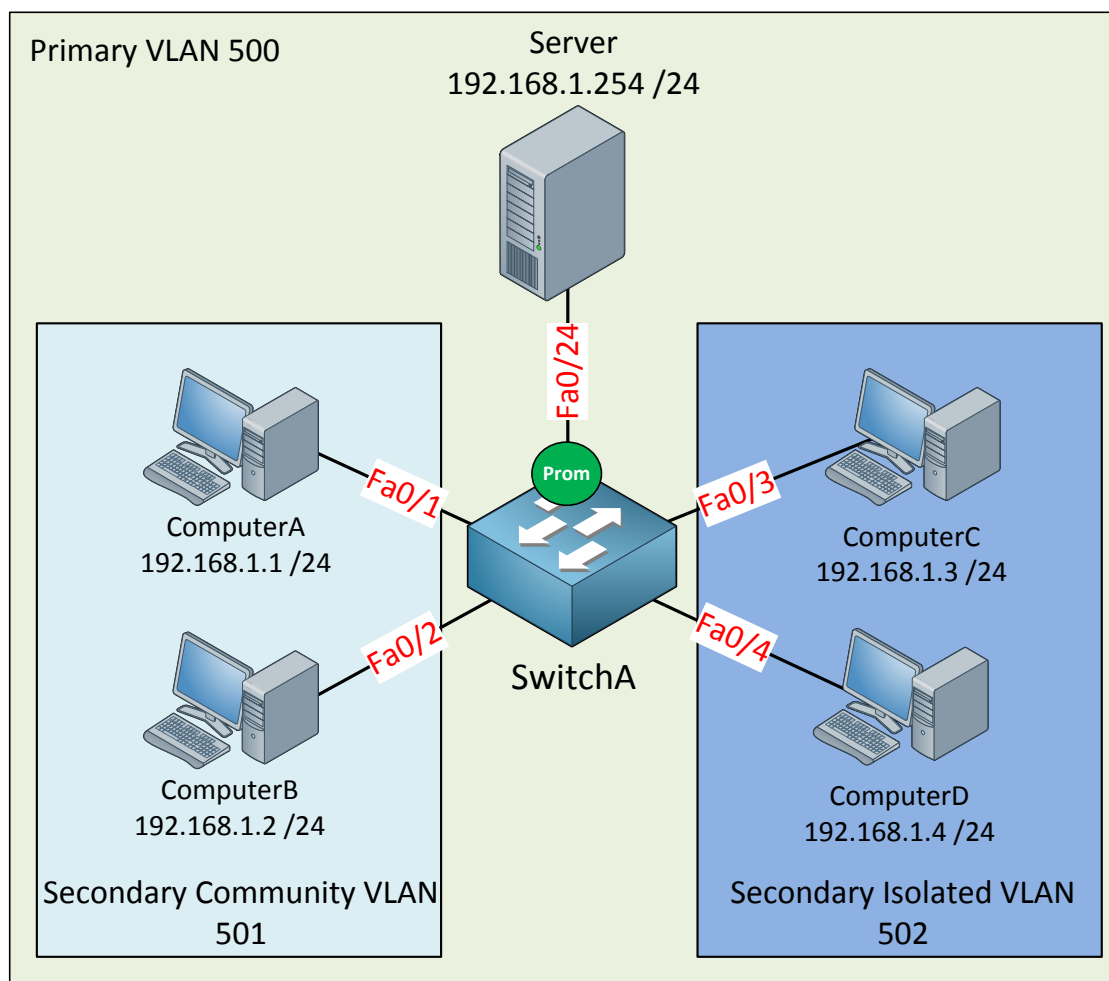 Primary VLAN 500
Server
192.168.1.254 /24
Fa0/24
Prom
Fa0/1
Fa0/3
ComputerA
192.168.1.1 /24
ComputerC
192.168.1.3 /24
Fa0/2
Fa0/4
SwitchA
ComputerB
192.168.1.2 /24
ComputerD
192.168.1.4 /24
Secondary Community VLAN
501
Secondary Isolated VLAN
502